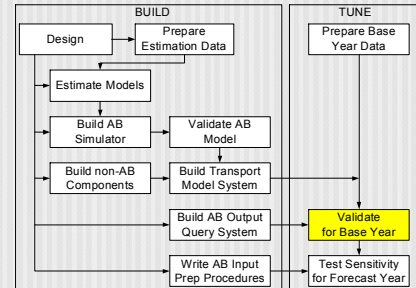 BUILD
TUNE
Design
Prepare
Estimation Data
Prepare Base
Year Data
Estimate Models
Build AB
Simulator
Validate AB
Model
Build non-AB
Components
Build Transport
Model System
Build AB Output
Query System
Validate
for Base Year
Write AB Input
Prep Procedures
Test Sensitivity
for Forecast Year